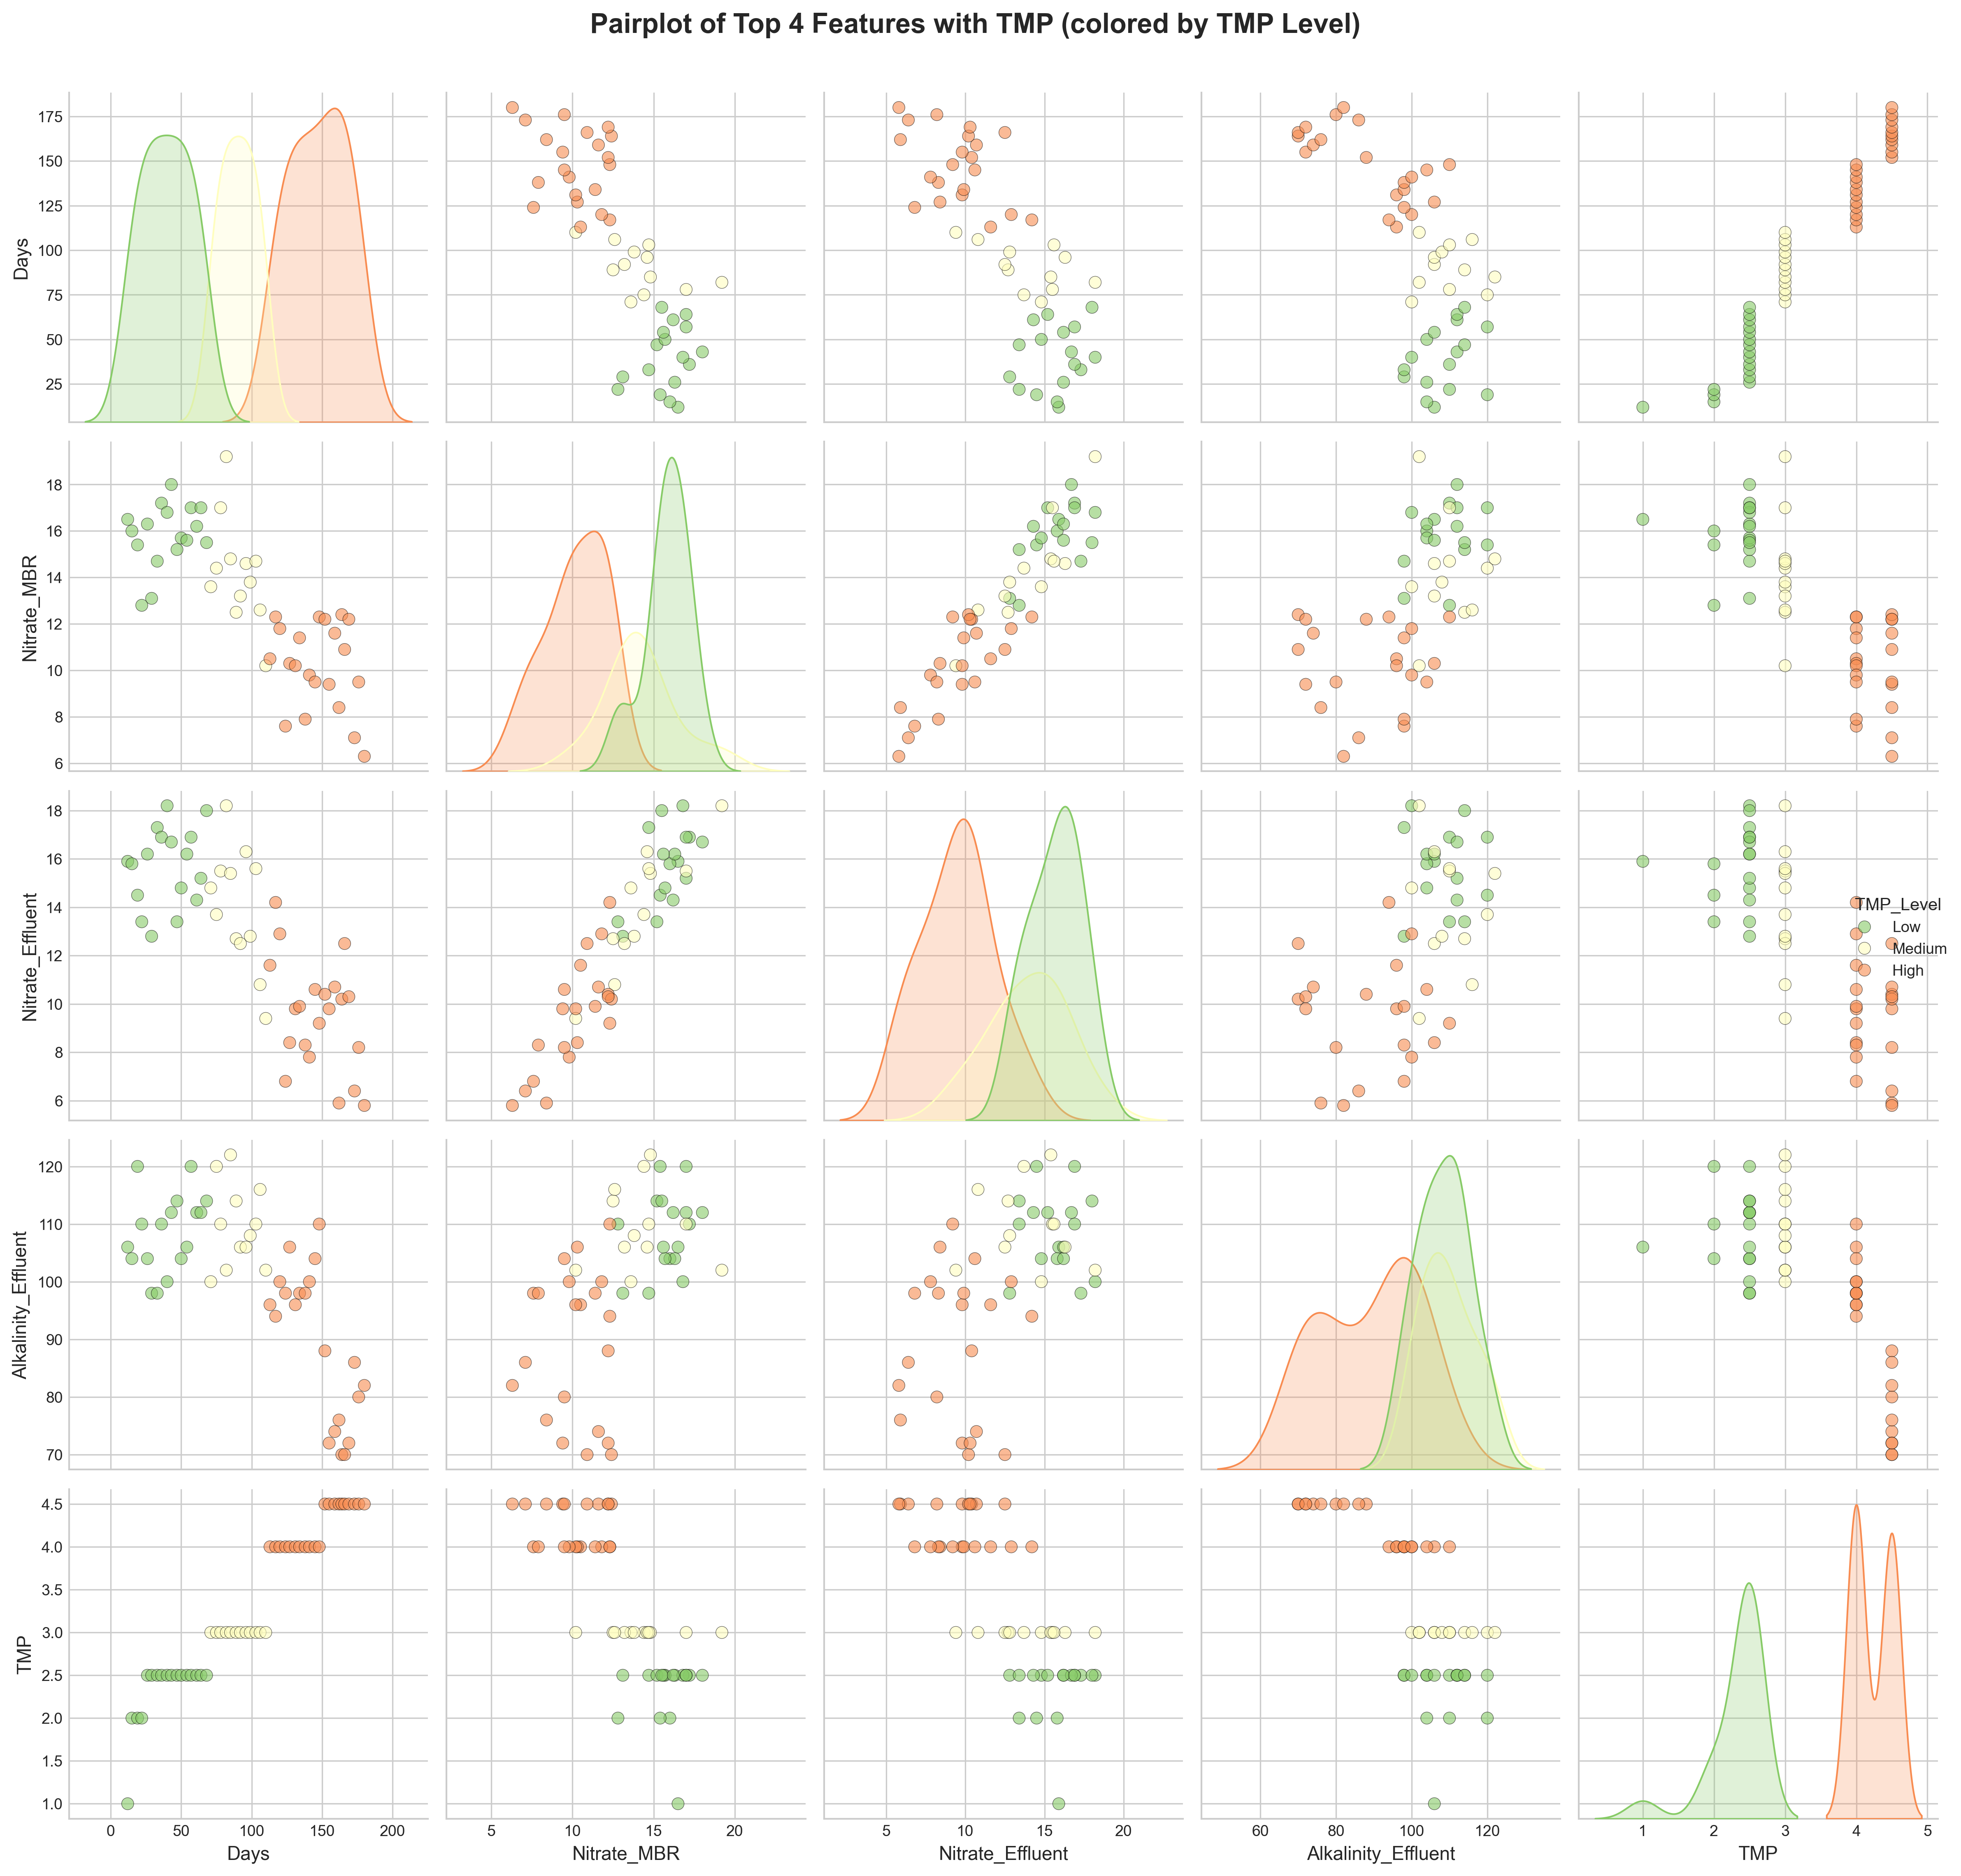 Pairplot of Top 4 Features with TMP (colored by TMP Level)
Days
175
150
125
100
75
50
25
Nitrate_MBR
18
16
14
12
10
8
6
Nitrate_Effluent
18
16
14
12
10
8
6
TMP_Level
Low
Medium
High
Alkalinity_Effluent
120
110
100
90
80
70
TMP
4.5
4.0
3.5
3.0
2.5
2.0
1.5
1.0
0 50 100 150 200 5 10 15 20 5 10 15 20 60 80 100 120 1 2 3 4 5
Days Nitrate_MBR Nitrate_Effluent Alkalinity_Effluent TMP